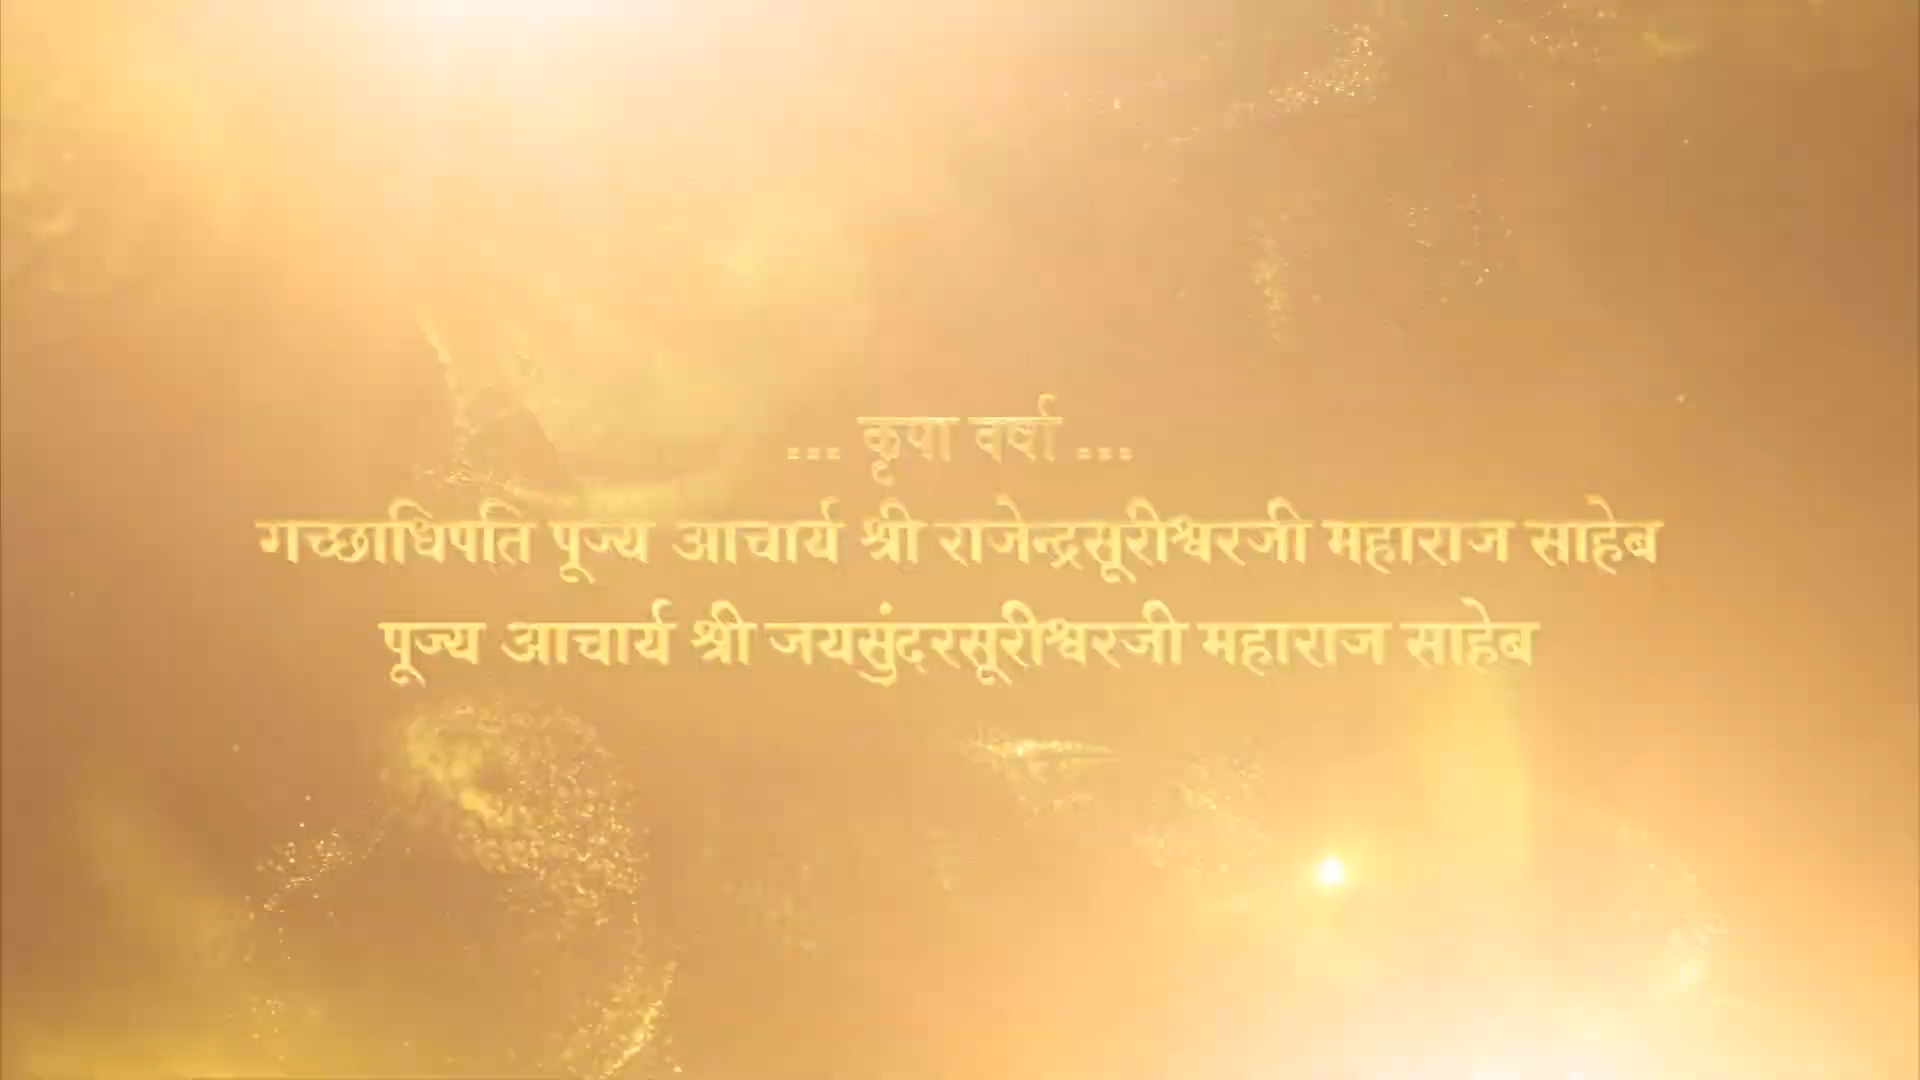 ... कृपा वर्षा ...
गच्छाधिपति पूज्य आचार्य श्री राजेन्द्रसूरीश्वरजी महाराज साहेब
पूज्य आचार्य श्री जयसुंदरसूरीश्वरजी महाराज साहेब